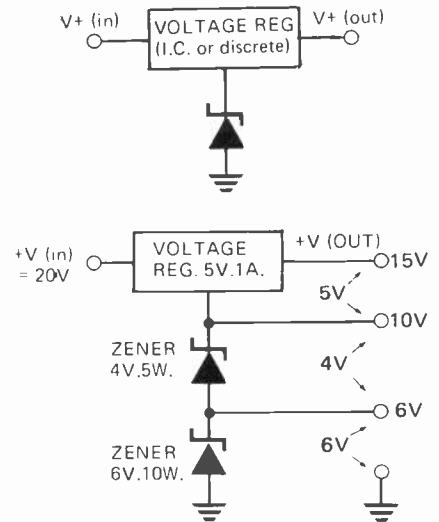 V+ (in)
VOLTAGE REG
(I.C. or discrete)
V+ (out)
+V (in)
= 20V
VOLTAGE
REG. 5V.1A.
+V (OUT)
15V
5V
10V
ZENER
4V.5W.
4V
6V
ZENER
6V.10W.
6V